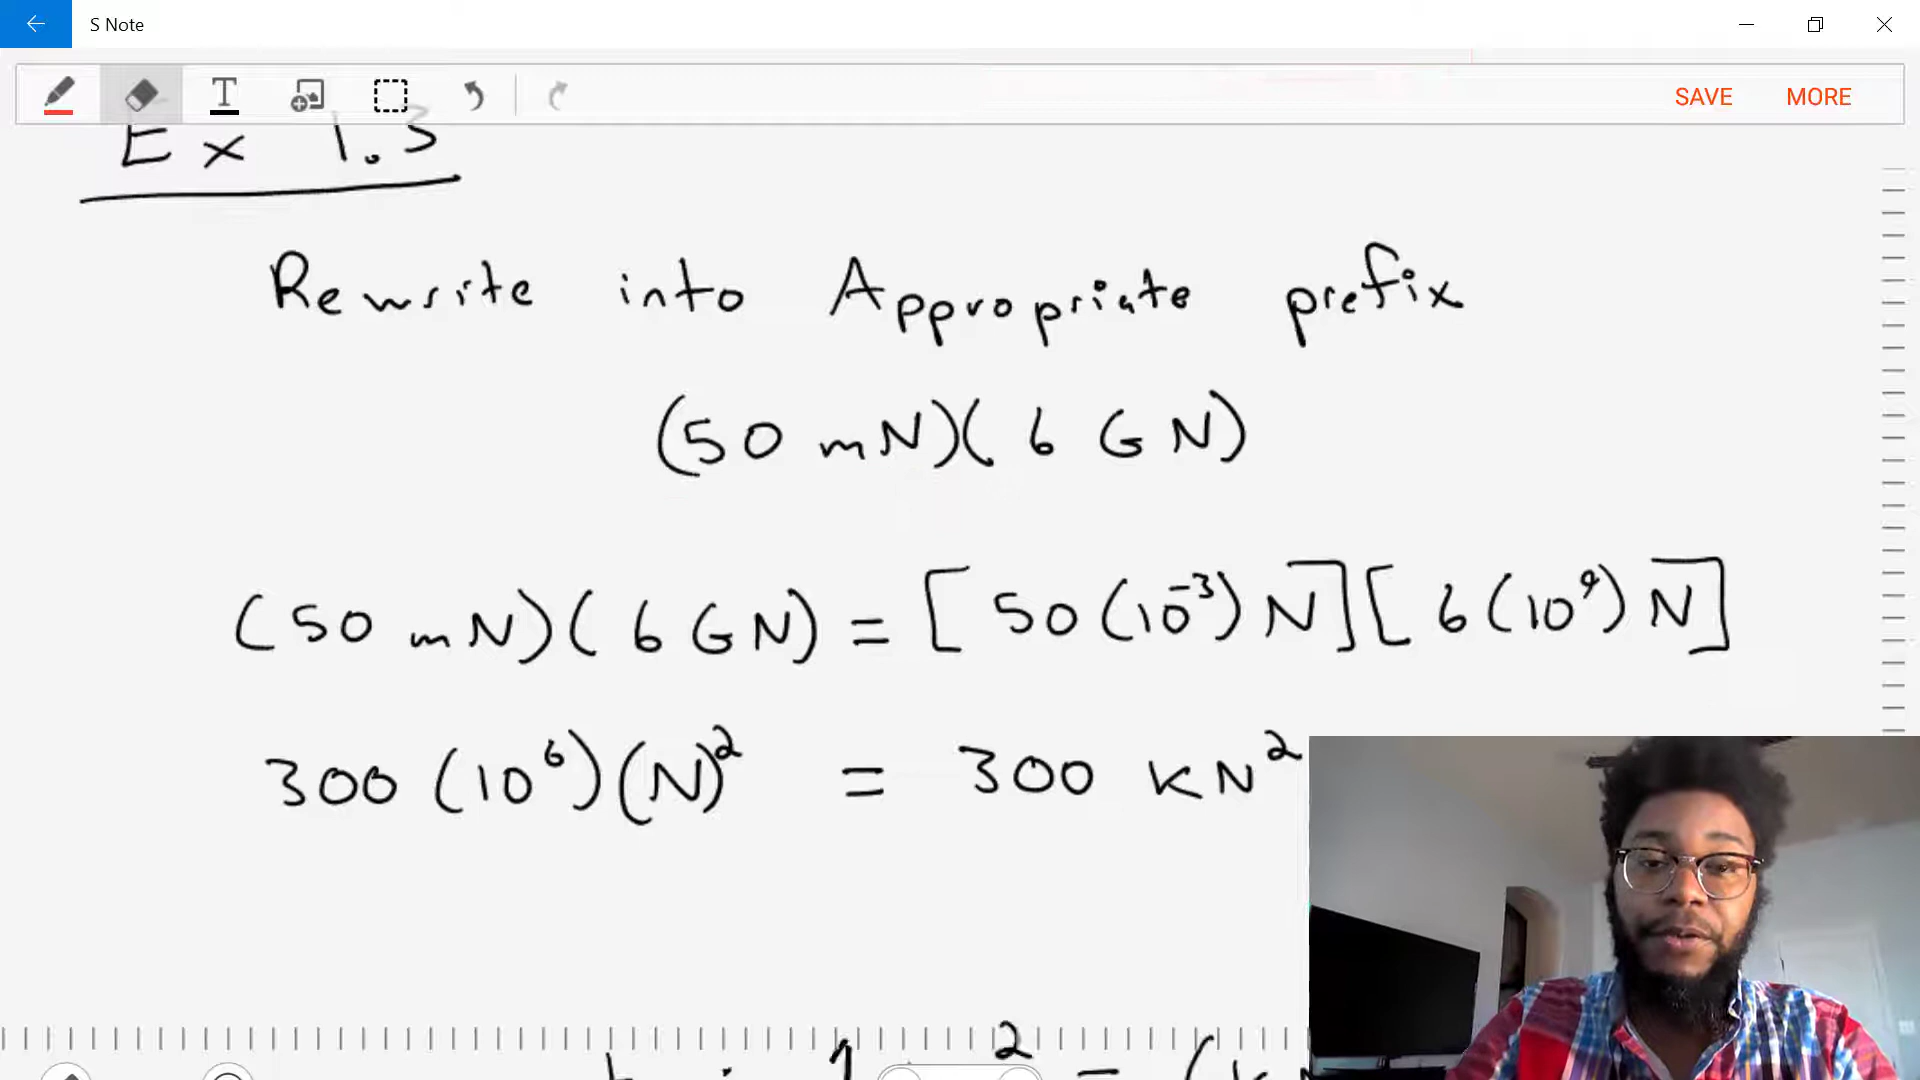 S Note
T
SAVE
MORE
Ex 1.3
Rewrite into Appropriate prefix
(50 mN)(6 GN)
(50 mN)(6 GN) = [50(10⁻³)N][6(10⁹)N]
300(10⁶)(N)² = 300 kN²
2
=